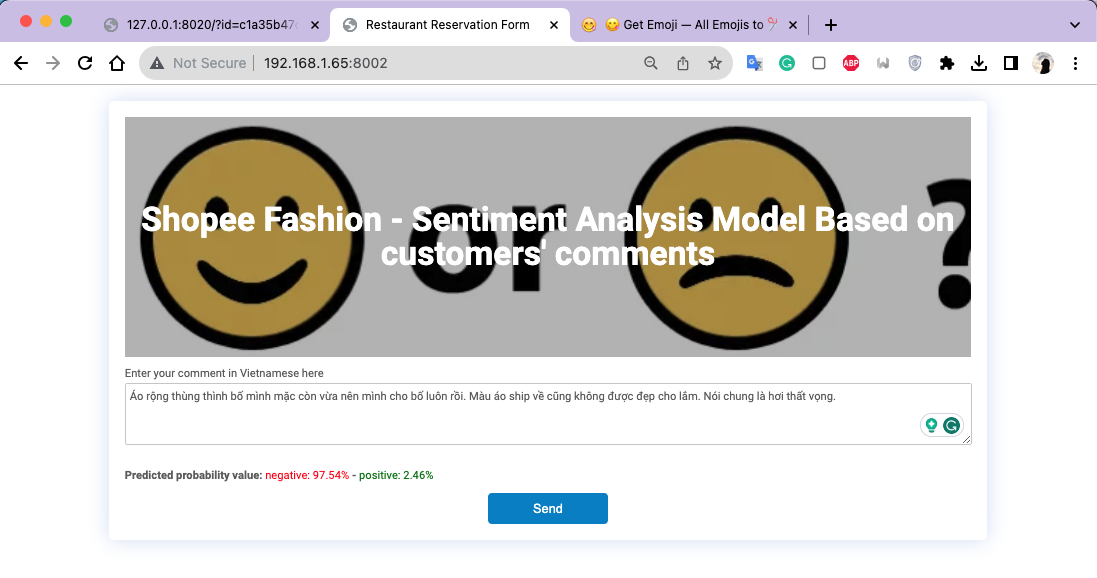 127.0.0.1:8020/?id=c1a35b47
Restaurant Reservation Form
Get Emoji — All Emojis to
Not Secure
192.168.1.65:8002
ABP
or ?
Shopee Fashion - Sentiment Analysis Model Based on
customers' comments
Enter your comment in Vietnamese here
Áo rộng thùng thình bố mình mặc còn vừa nên mình cho bố luôn rồi. Màu áo ship về cũng không được đẹp cho lắm. Nói chung là hơi thất vọng.
Predicted probability value: negative: 97.54% - positive: 2.46%
Send